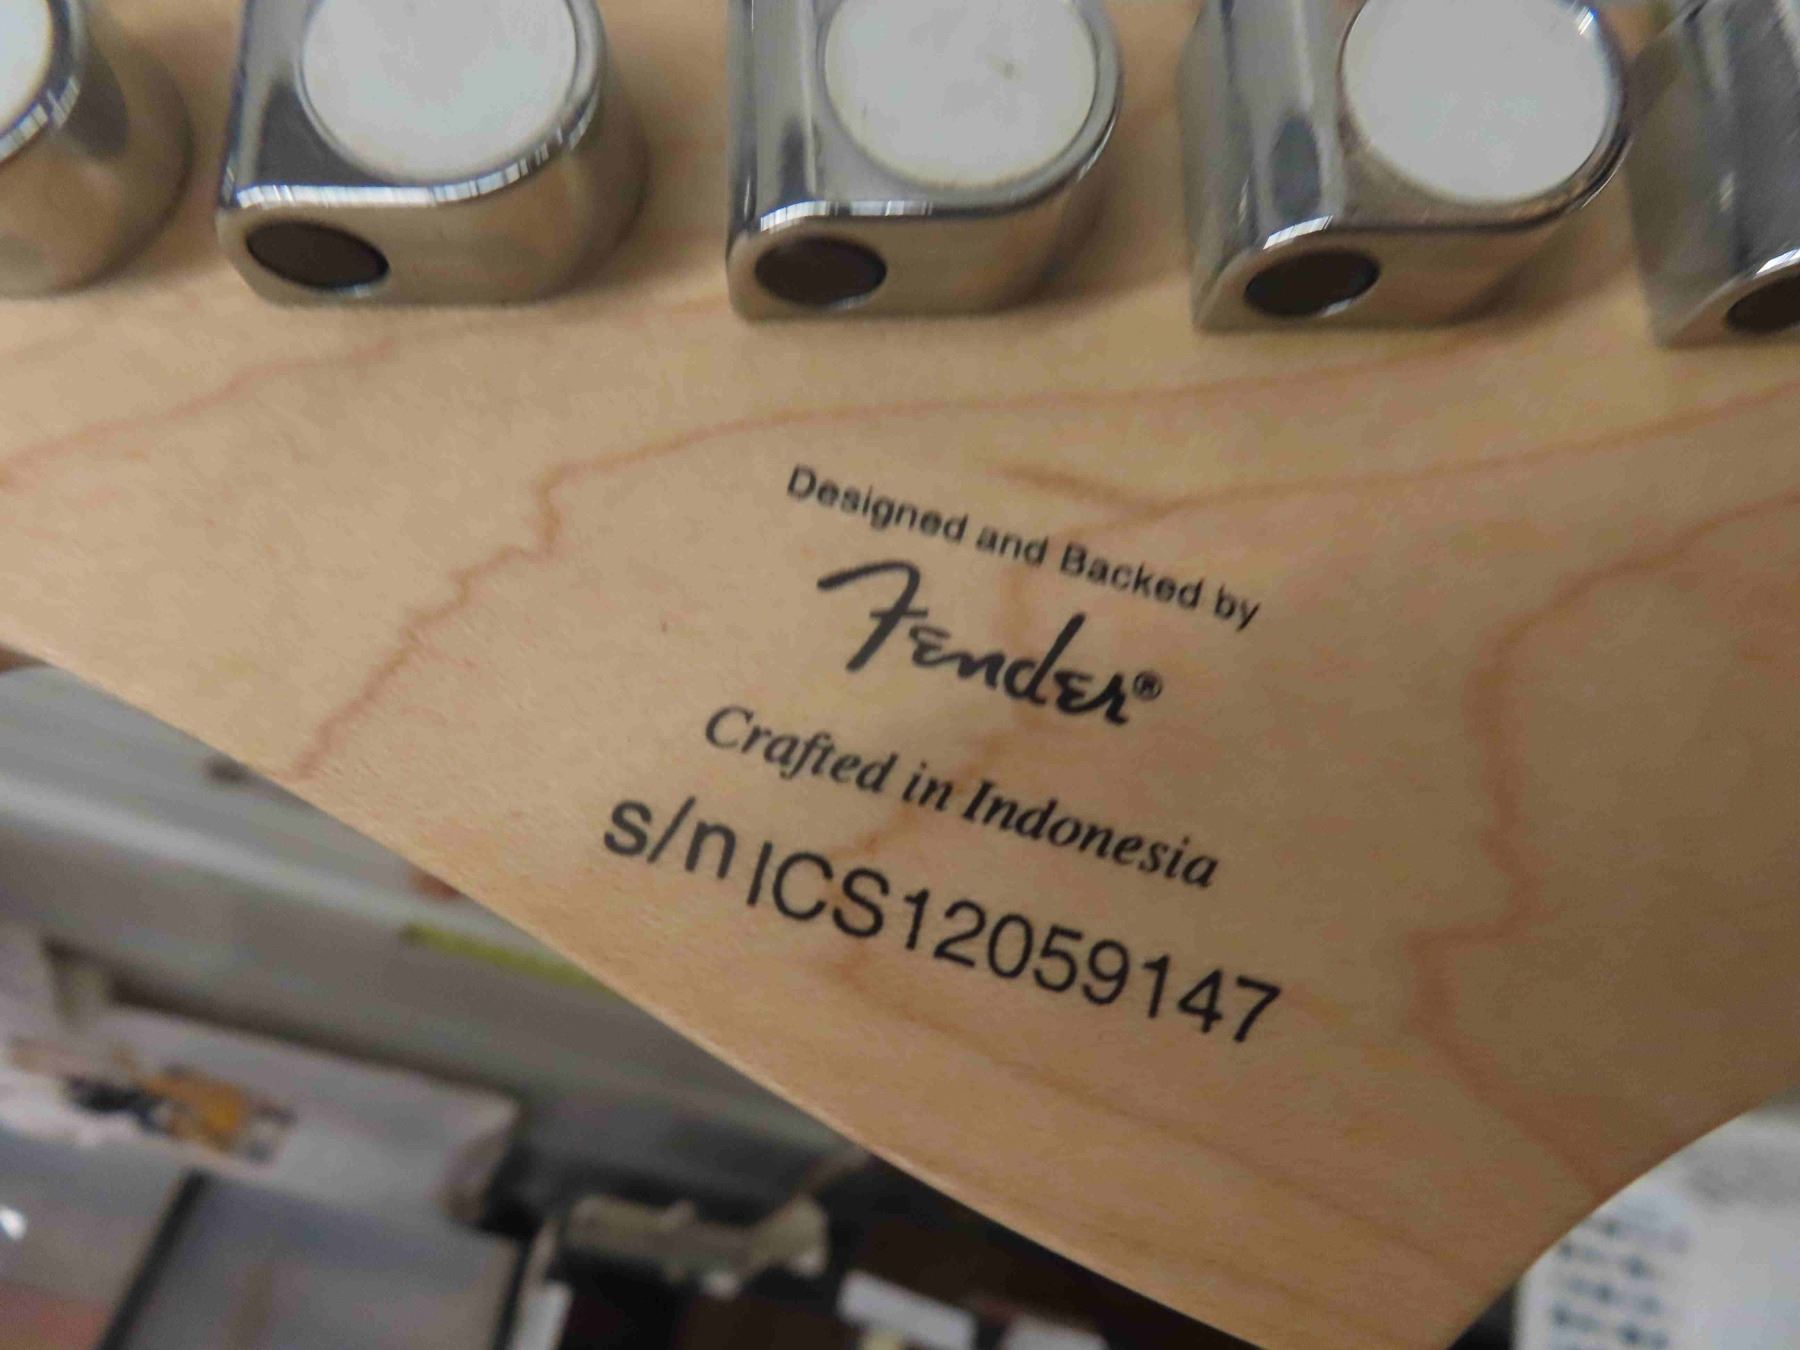 Designed and Backed by
Fender®
Crafted in Indonesia
s/n ICS12059147